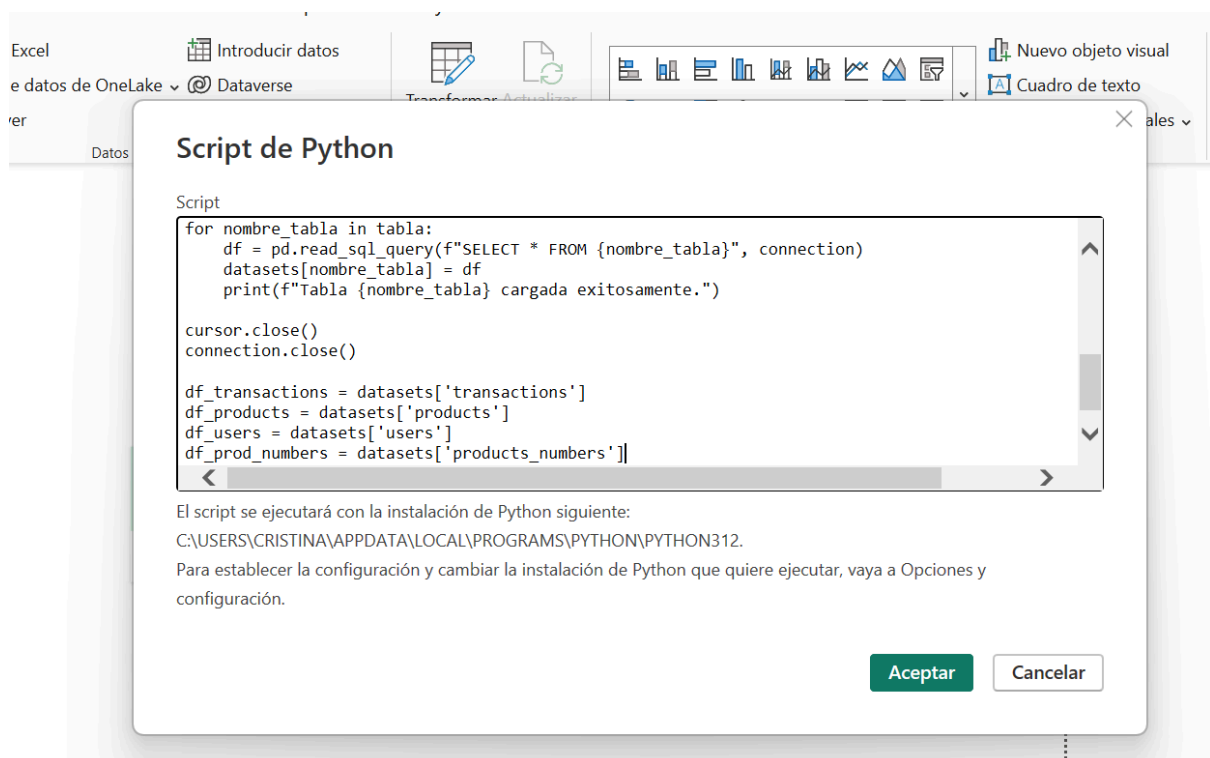 Excel
Introducir datos
Nuevo objeto visual
e datos de OneLake
Dataverse
Transformar Actualizar
Cuadro de texto
ver
ales
Datos
Script de Python
Script
for nombre_tabla in tabla:
    df = pd.read_sql_query(f"SELECT * FROM {nombre_tabla}", connection)
    datasets[nombre_tabla] = df
    print(f"Tabla {nombre_tabla} cargada exitosamente.")
cursor.close()
connection.close()
df_transactions = datasets['transactions']
df_products = datasets['products']
df_users = datasets['users']
df_prod_numbers = datasets['products_numbers']
El script se ejecutará con la instalación de Python siguiente:
C:\USERS\CRISTINA\APPDATA\LOCAL\PROGRAMS\PYTHON\PYTHON312.
Para establecer la configuración y cambiar la instalación de Python que quiere ejecutar, vaya a Opciones y
configuración.
Aceptar
Cancelar